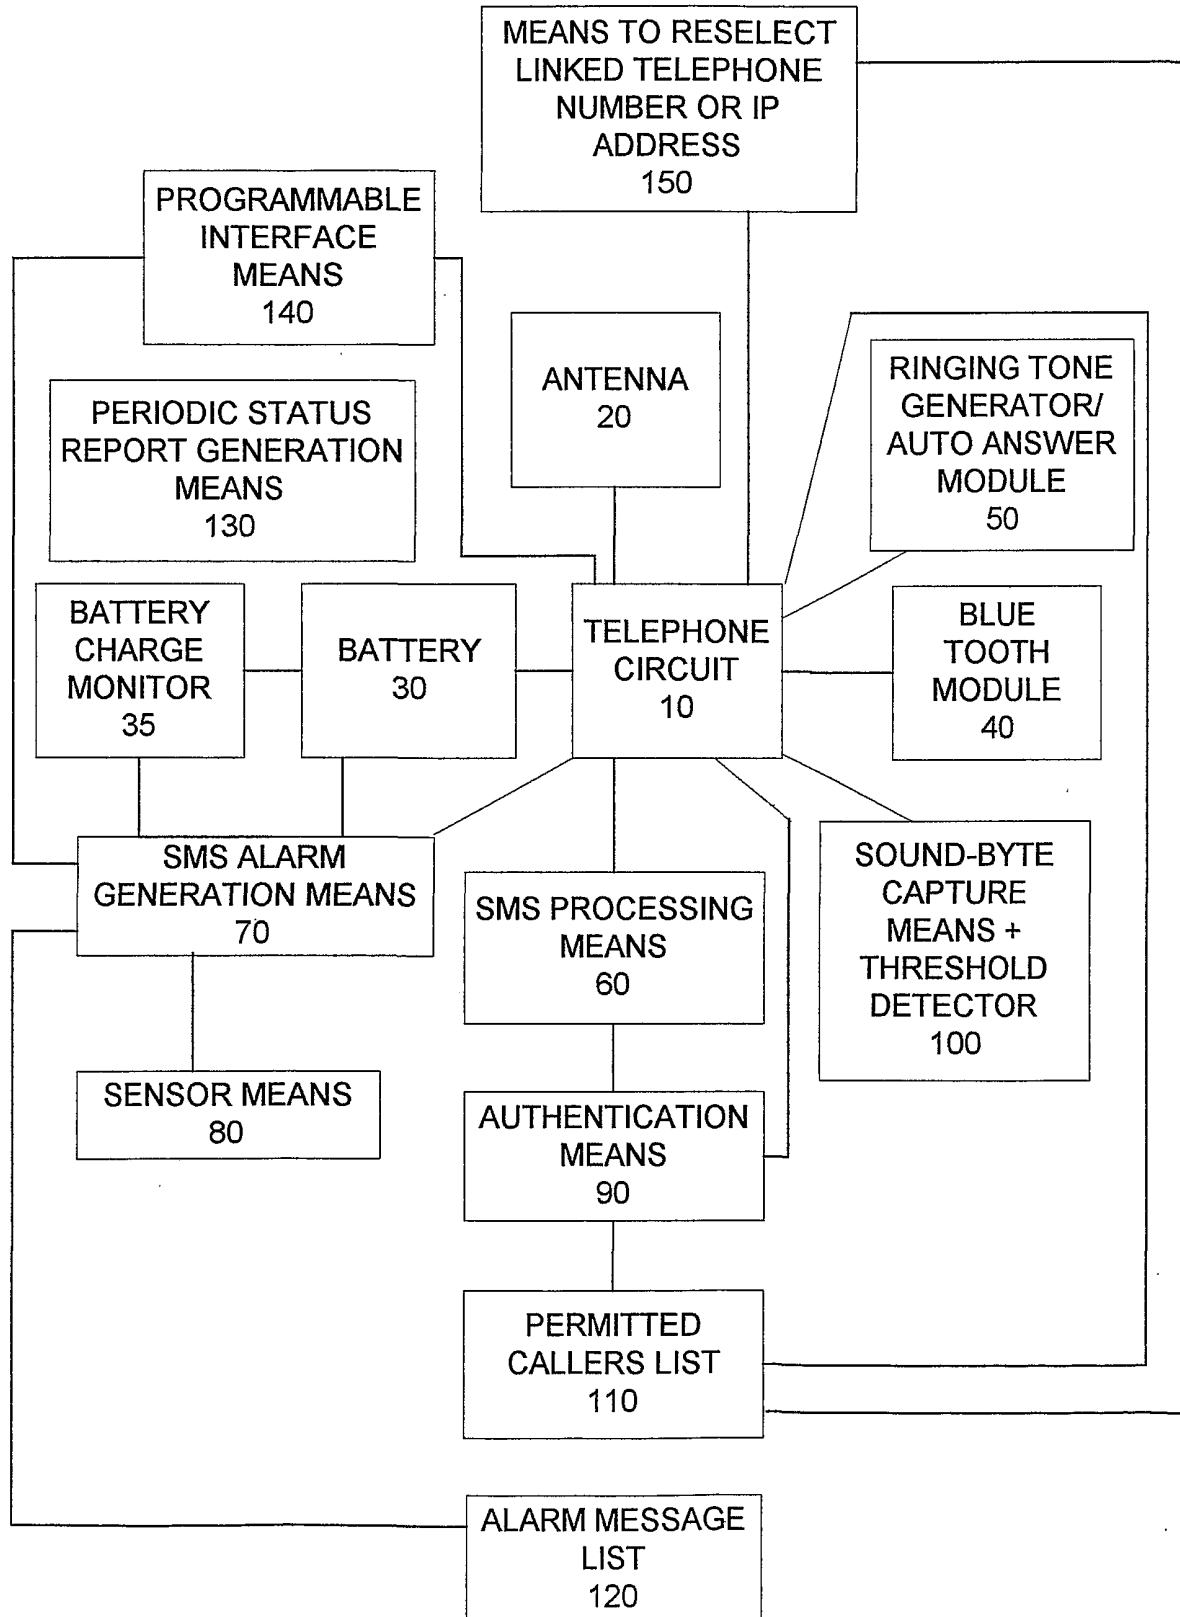 MEANS TO RESELECT
LINKED TELEPHONE
NUMBER OR IP
ADDRESS
150
PROGRAMMABLE
INTERFACE
MEANS
140
ANTENNA
20
RINGING TONE
GENERATOR/
AUTO ANSWER
MODULE
50
PERIODIC STATUS
REPORT GENERATION
MEANS
130
BATTERY
CHARGE
MONITOR
35
BATTERY
30
TELEPHONE
CIRCUIT
10
BLUE
TOOTH
MODULE
40
SMS ALARM
GENERATION MEANS
70
SMS PROCESSING
MEANS
60
SOUND-BYTE
CAPTURE
MEANS +
THRESHOLD
DETECTOR
100
SENSOR MEANS
80
AUTHENTICATION
MEANS
90
PERMITTED
CALLERS LIST
110
ALARM MESSAGE
LIST
120